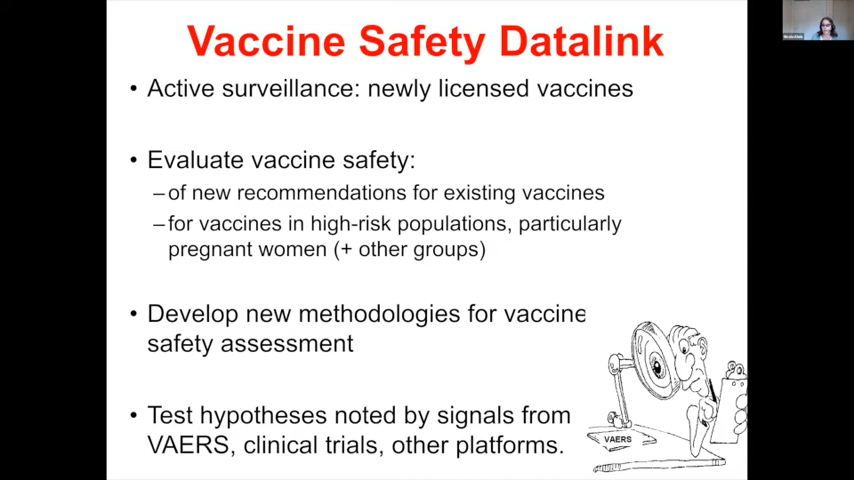 Vaccine Safety Datalink
• Active surveillance: newly licensed vaccines
• Evaluate vaccine safety:
–of new recommendations for existing vaccines
–for vaccines in high-risk populations, particularly
pregnant women (+ other groups)
• Develop new methodologies for vaccine
safety assessment
• Test hypotheses noted by signals from
VAERS, clinical trials, other platforms.
VAERS